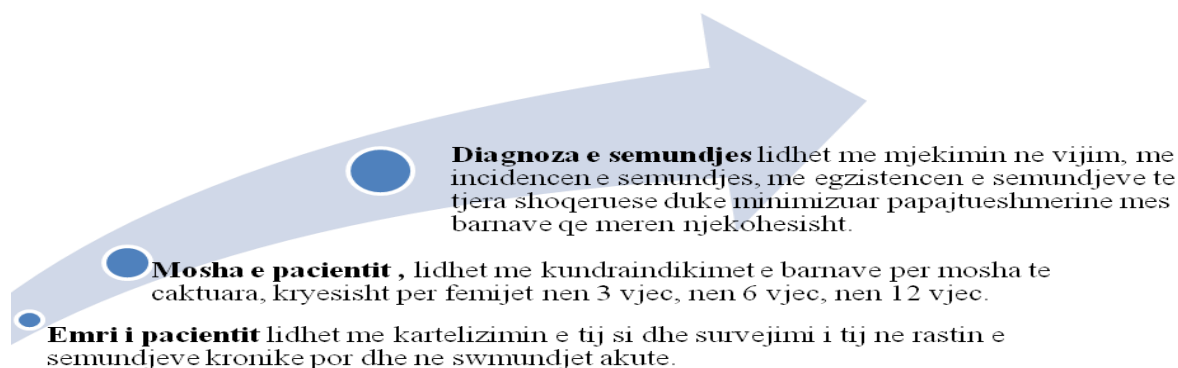 Diagnoza e semundjes lidhet me mjekimin ne vijim, me
incidencen e semundjes, me egzistencen e semundjeve te
tjera shoqeruese duke minimizuar papajtueshmerine mes
barnave qe meren njekohesisht.
Mosha e pacientit , lidhet me kundraindikimet e barnave per mosha te
caktuara, kryesisht per femijet nen 3 vjec, nen 6 vjec, nen 12 vjec.
Emri i pacientit lidhet me kartelizimin e tij si dhe survejimi i tij ne rastin e
semundjeve kronike por dhe ne swmundjet akute.